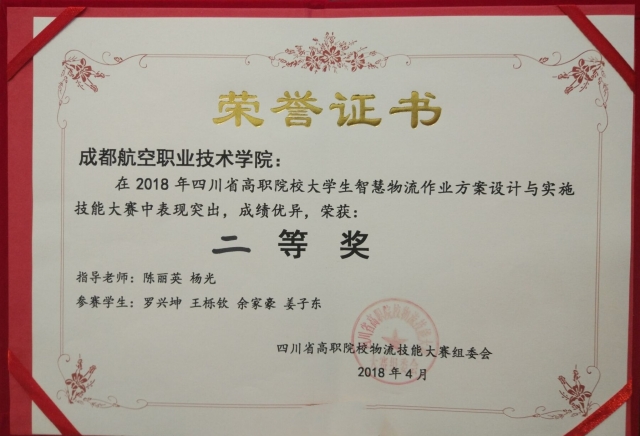 荣誉证书
成都航空职业技术学院：
在2018年四川省高职院校大学生智慧物流作业方案设计与实施
技能大赛中表现突出，成绩优异，荣获：
二等奖
指导老师：陈丽英 杨光
参赛学生：罗兴坤 王栎钦 余家豪 姜子东
四川省高职院校物流技能大赛组委会
2018年4月